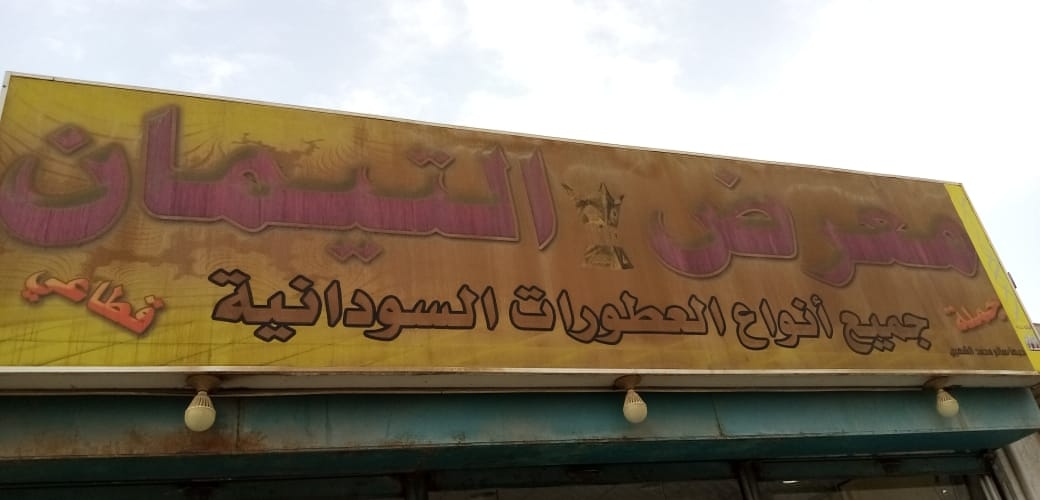 معرض التيمان
جميع أنواع العطورات السودانية
جملة
قطاعي